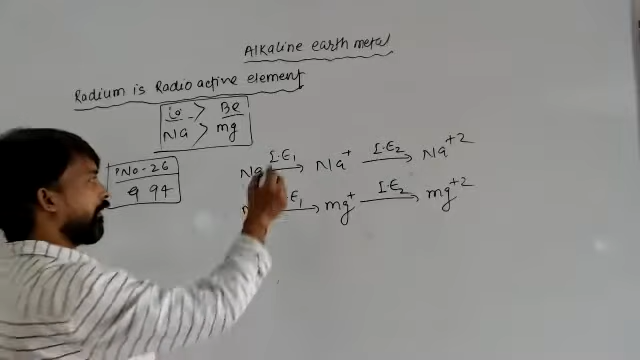 Alkaline earth metal
Radium is Radio active element
Li > Be
Na > mg
PNo-26
Q 94
Na I.E1 → Na+ I.E2 → Na+2
E1 → mg+ I.E2 → mg+2